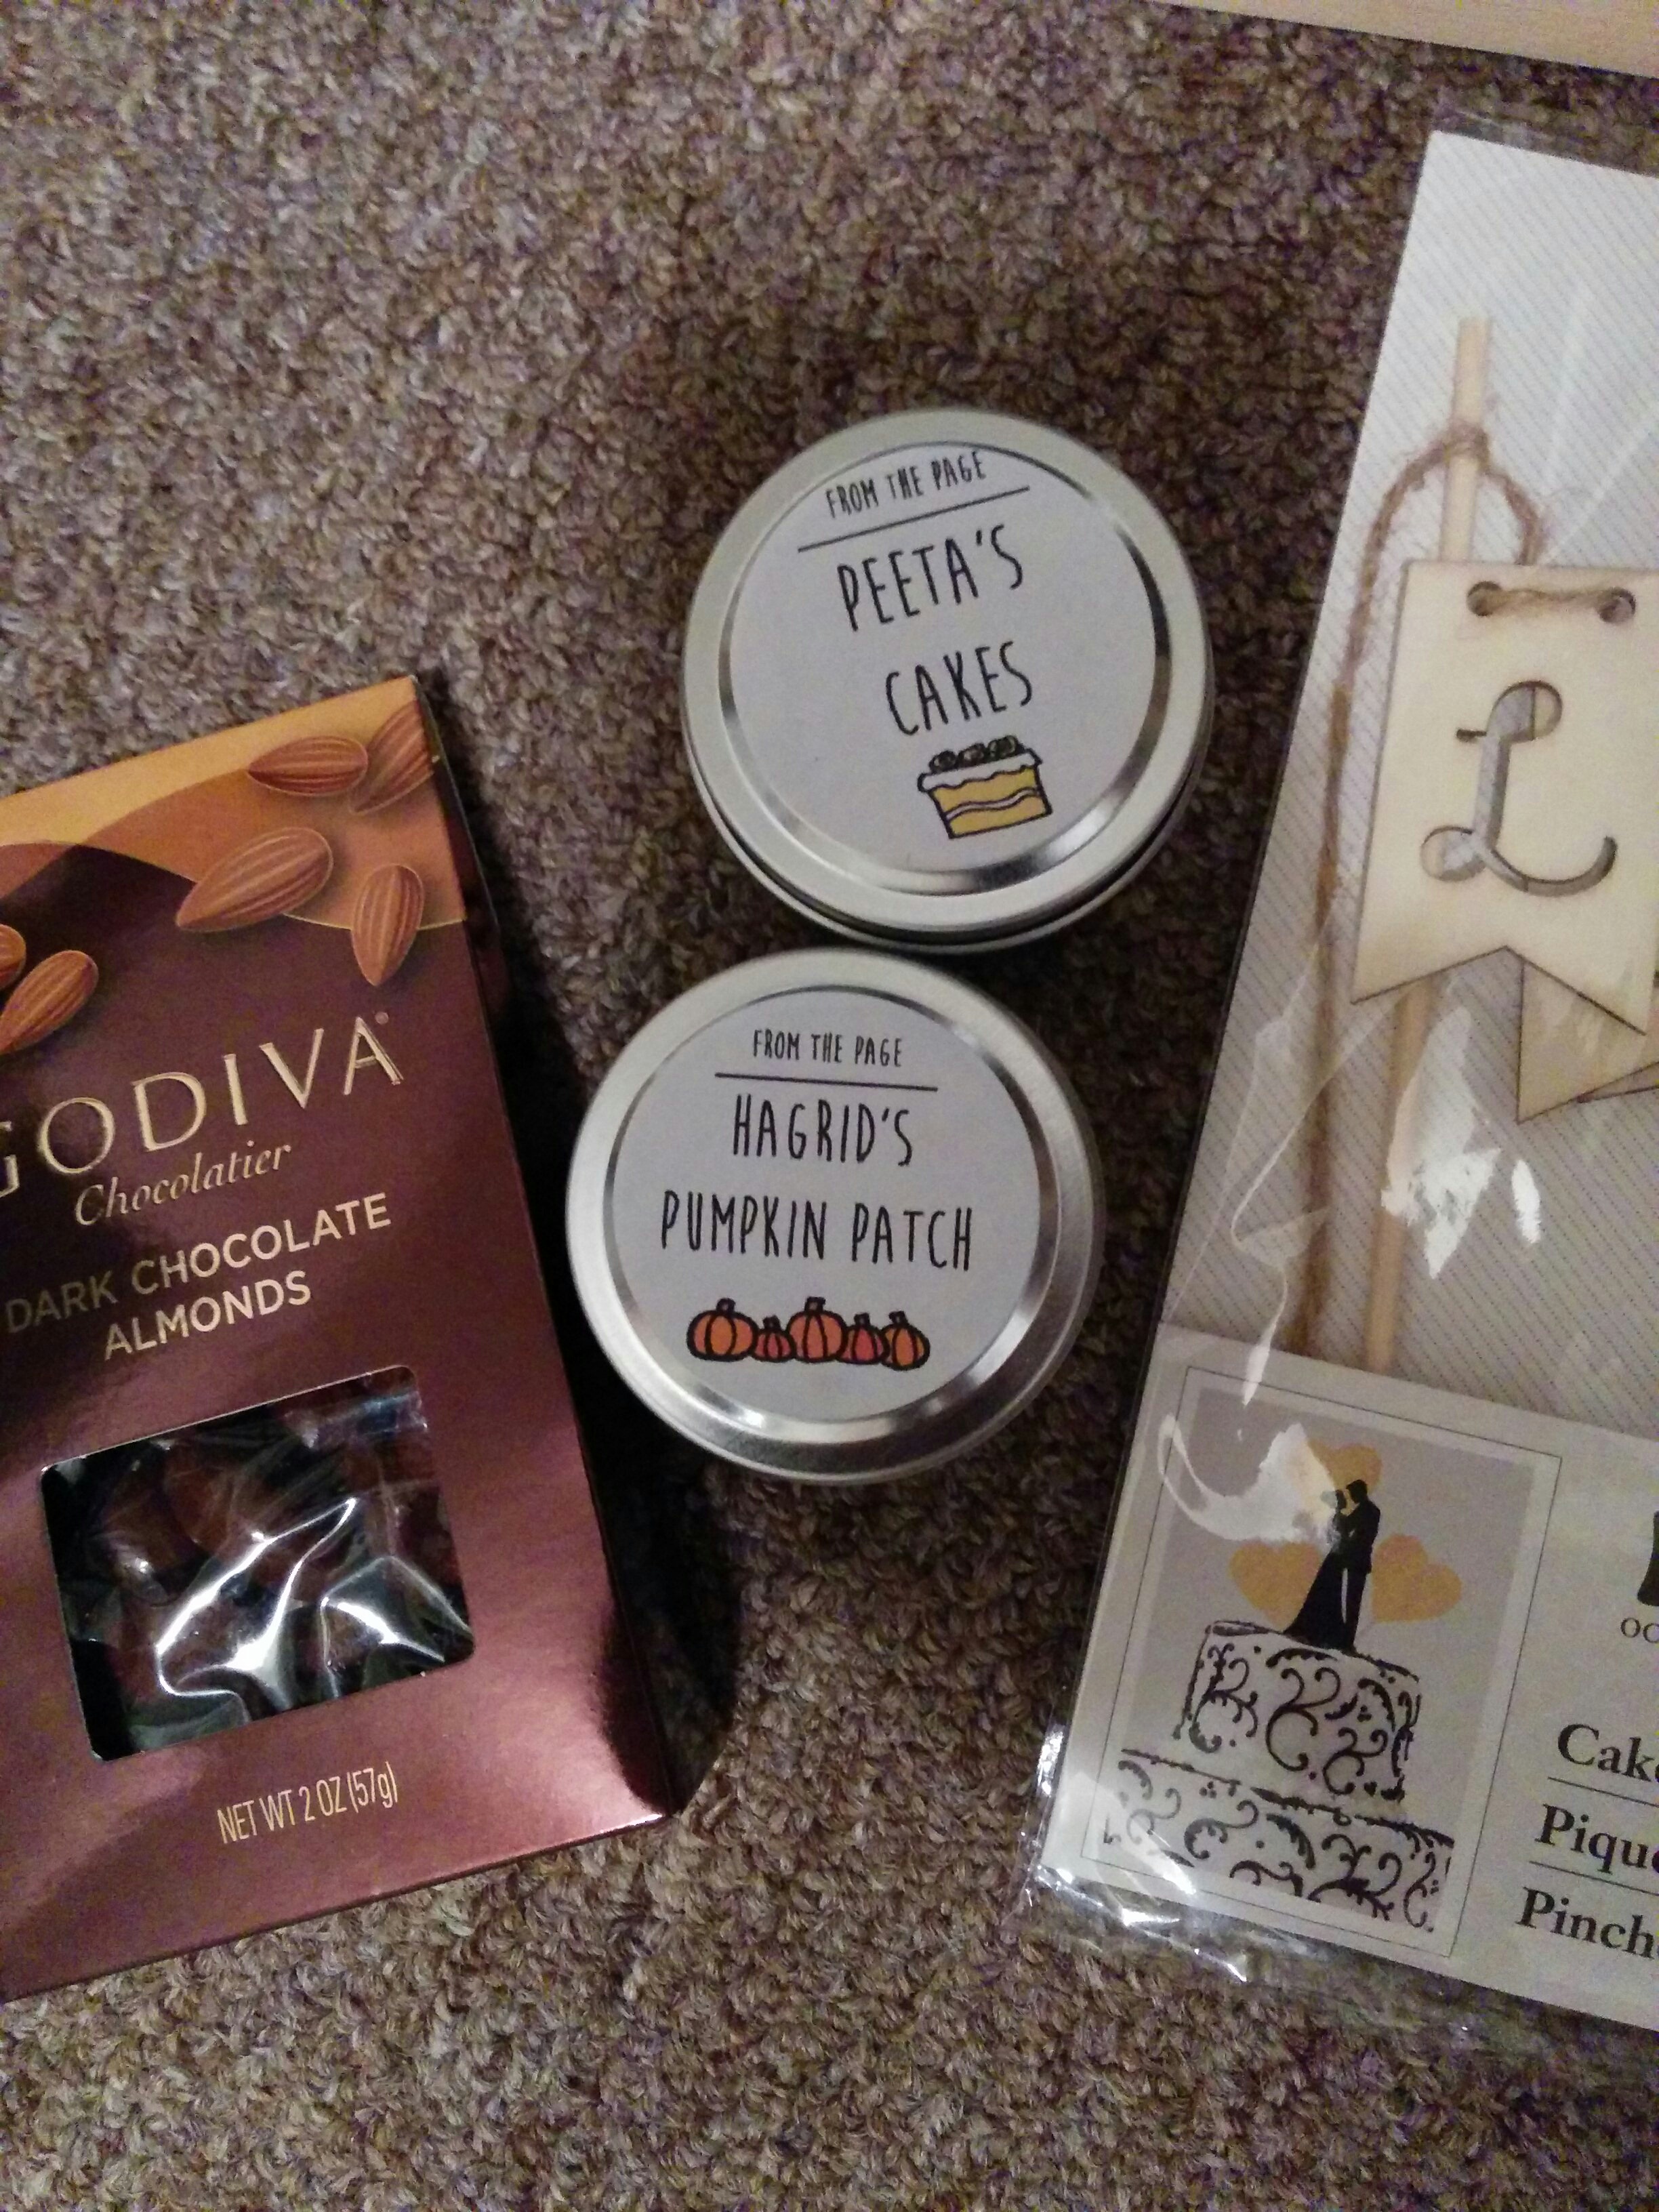 FROM THE PAGE
PEETA'S
CAKES
FROM THE PAGE
HAGRID'S
PUMPKIN PATCH
GODIVA®
Chocolatier
DARK CHOCOLATE
ALMONDS
NET WT 2 OZ (57g)
L